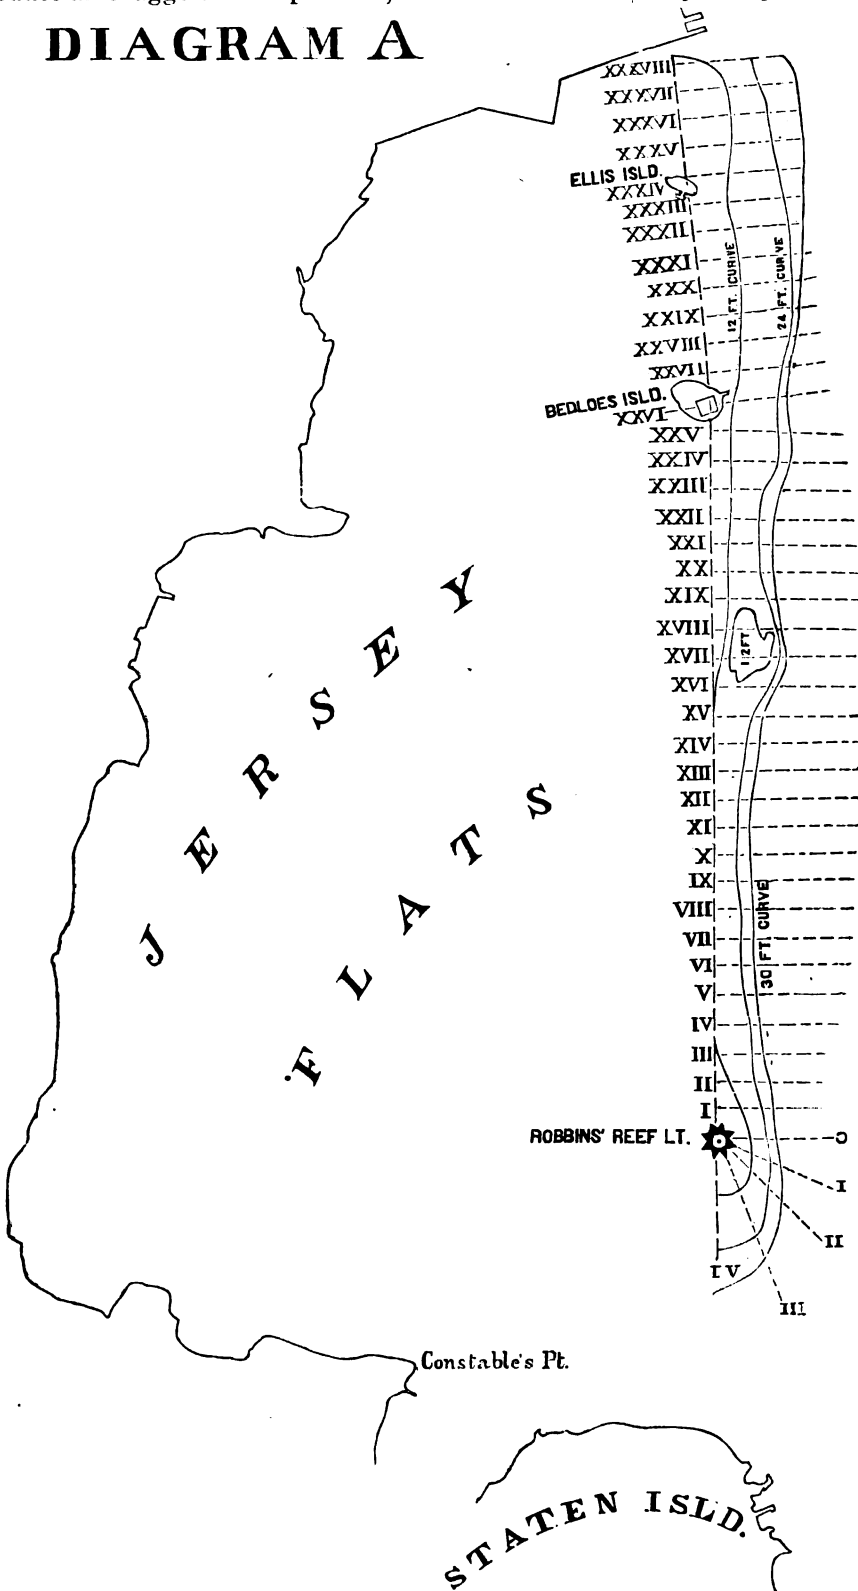 DIAGRAM A
XXXVIII
XXXVII
XXXVI
XXXV
ELLIS ISLD.
XXXIV
XXXIII
XXXII
XXXI
XXX
XXIX
XXVIII
XXVII
BEDLOES ISLD.
XXVI
XXV
XXIV
XXIII
XXII
XXI
XX
XIX
XVIII
XVII
XVI
XV
XIV
XIII
XII
XI
X
IX
VIII
VII
VI
V
IV
III
II
I
12 FT. CURVE
24 FT. CURVE
12 FT
30 FT. CURVE
JERSEY
FLATS
ROBBINS' REEF LT.
I
II
III
IV
Constable's Pt.
STATEN ISLD.